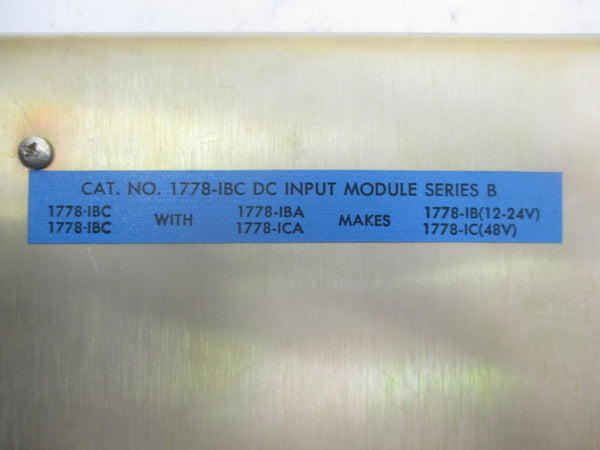 CAT. NO. 1778-IBC DC INPUT MODULE SERIES B
1778-IBC WITH 1778-IBA MAKES 1778-IB(12-24V)
1778-IBC 1778-ICA 1778-IC(48V)